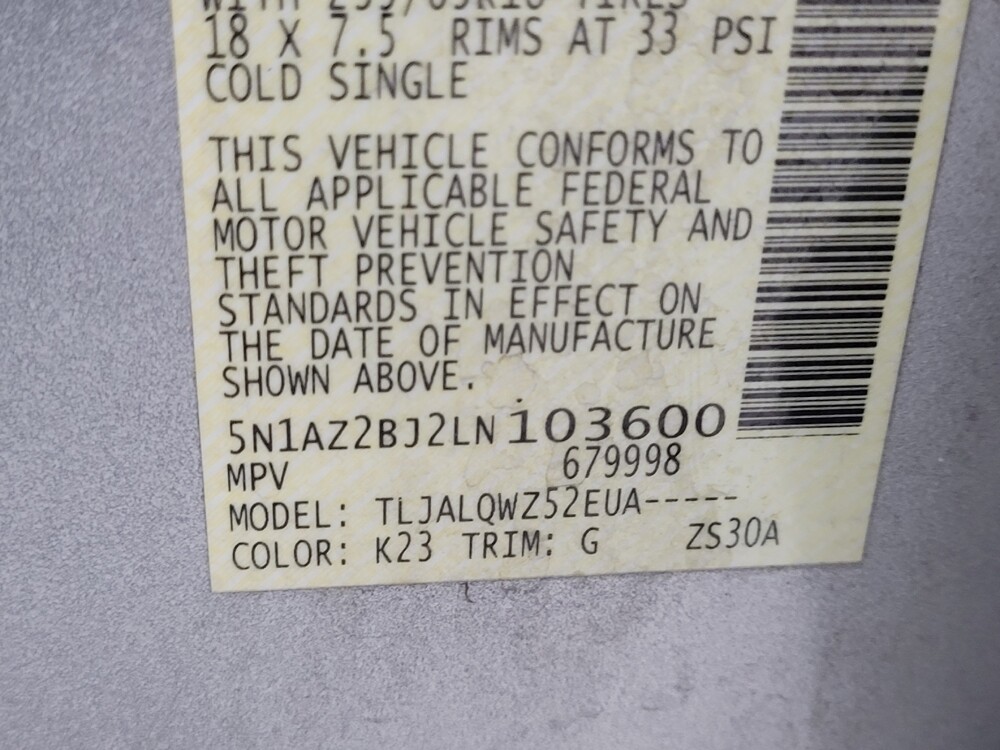 18 X 7.5 RIMS AT 33 PSI
COLD SINGLE
THIS VEHICLE CONFORMS TO
ALL APPLICABLE FEDERAL
MOTOR VEHICLE SAFETY AND
THEFT PREVENTION
STANDARDS IN EFFECT ON
THE DATE OF MANUFACTURE
SHOWN ABOVE.
5N1AZ2BJ2LN103600
MPV 679998
MODEL: TLJALQWZ52EUA-----
COLOR: K23 TRIM: G ZS30A